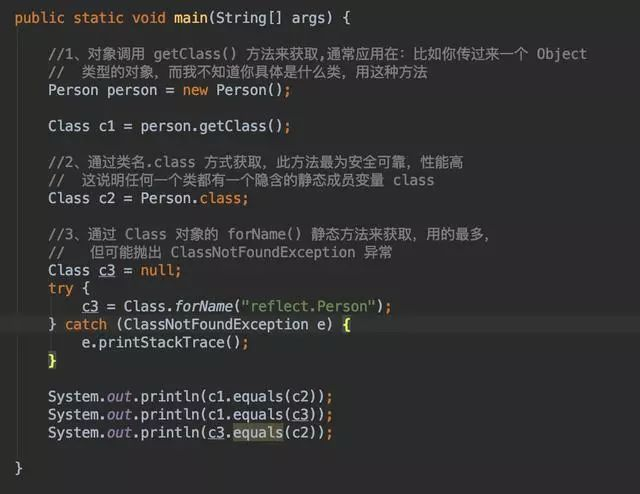 public static void main(String[] args) {
//1、对象调用 getClass() 方法来获取,通常应用在：比如你传过来一个 Object
//  类型的对象，而我不知道你具体是什么类，用这种方法
Person person = new Person();
Class c1 = person.getClass();
//2、通过类名.class 方式获取，此方法最为安全可靠，性能高
//  这说明任何一个类都有一个隐含的静态成员变量 class
Class c2 = Person.class;
//3、通过 Class 对象的 forName() 静态方法来获取，用的最多，
//   但可能抛出 ClassNotFoundException 异常
Class c3 = null;
try {
c3 = Class.forName("reflect.Person");
} catch (ClassNotFoundException e) {
e.printStackTrace();
}
System.out.println(c1.equals(c2));
System.out.println(c1.equals(c3));
System.out.println(c3.equals(c2));
}